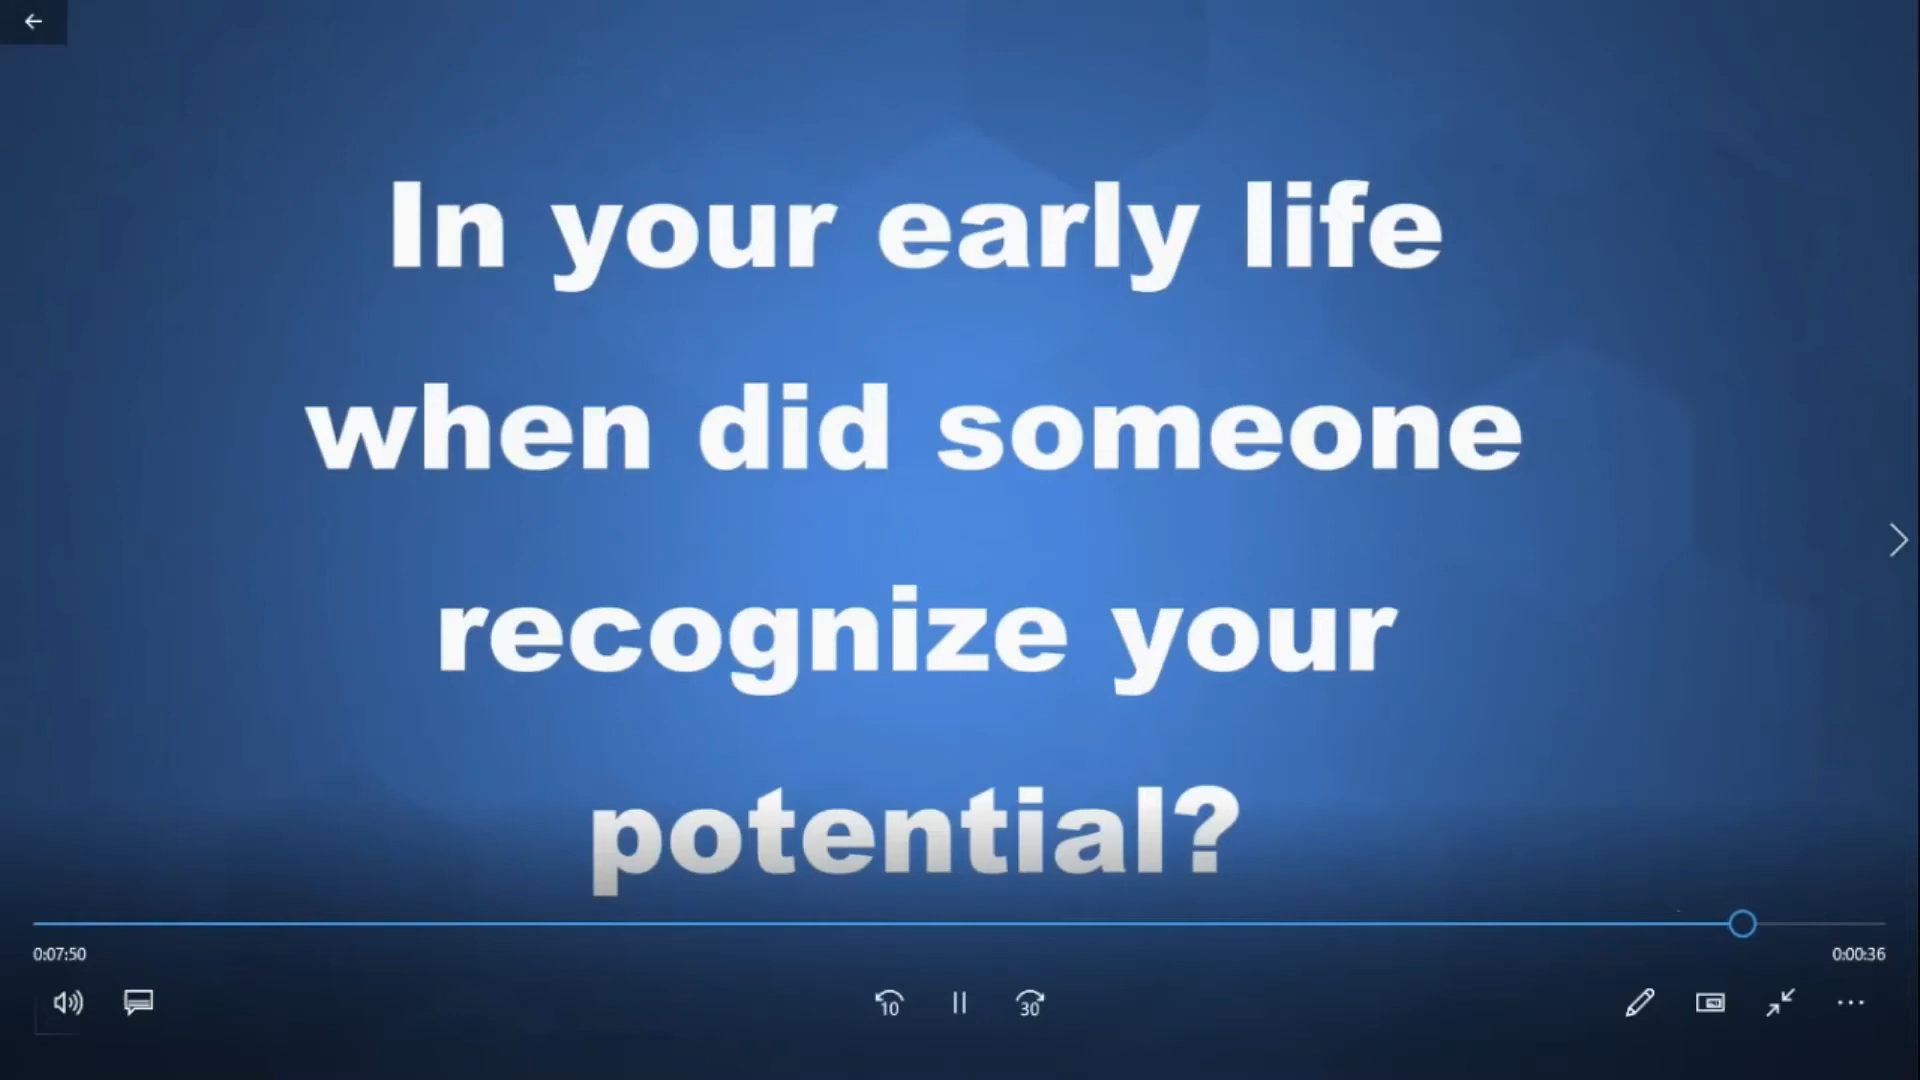 In your early life
when did someone
recognize your
potential?
0:07:50
0:00:36
10
30